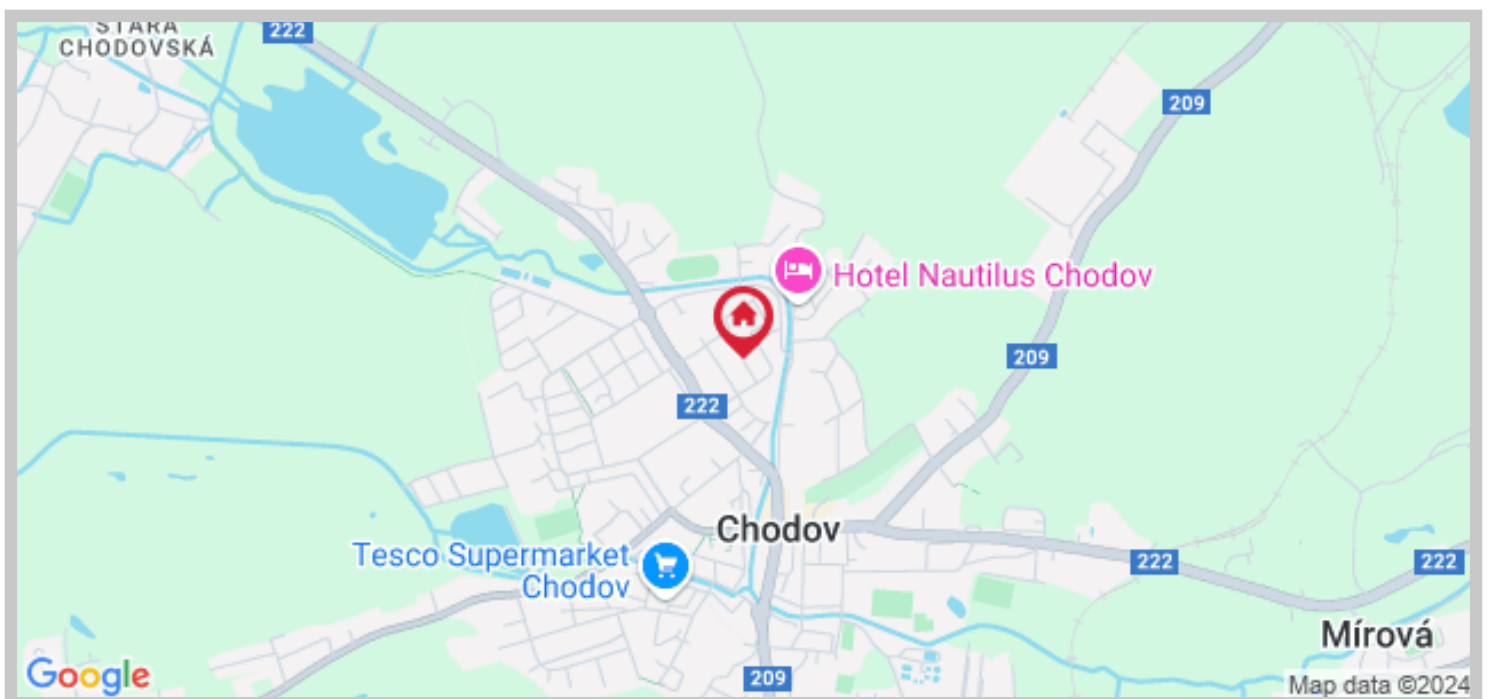 STARÁ
CHODOVSKÁ
222
209
Hotel Nautilus Chodov
209
222
Chodov
Tesco Supermarket
Chodov
222
222
Mírová
209
Google
Map data ©2024